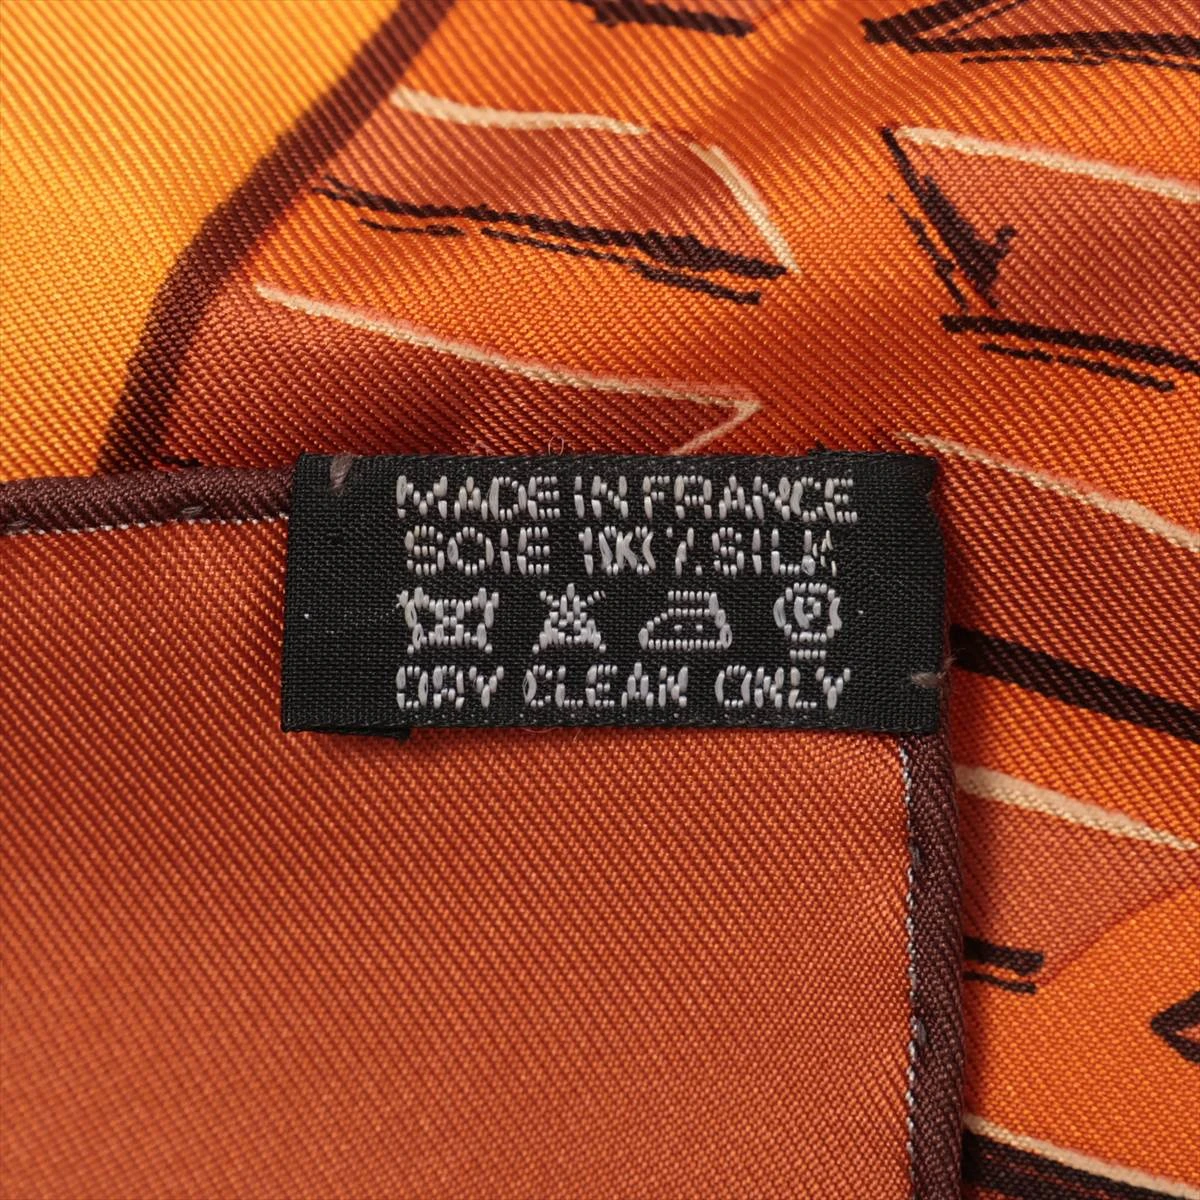 MADE IN FRANCE
SOIE 100% SILK
P
DRY CLEAN ONLY